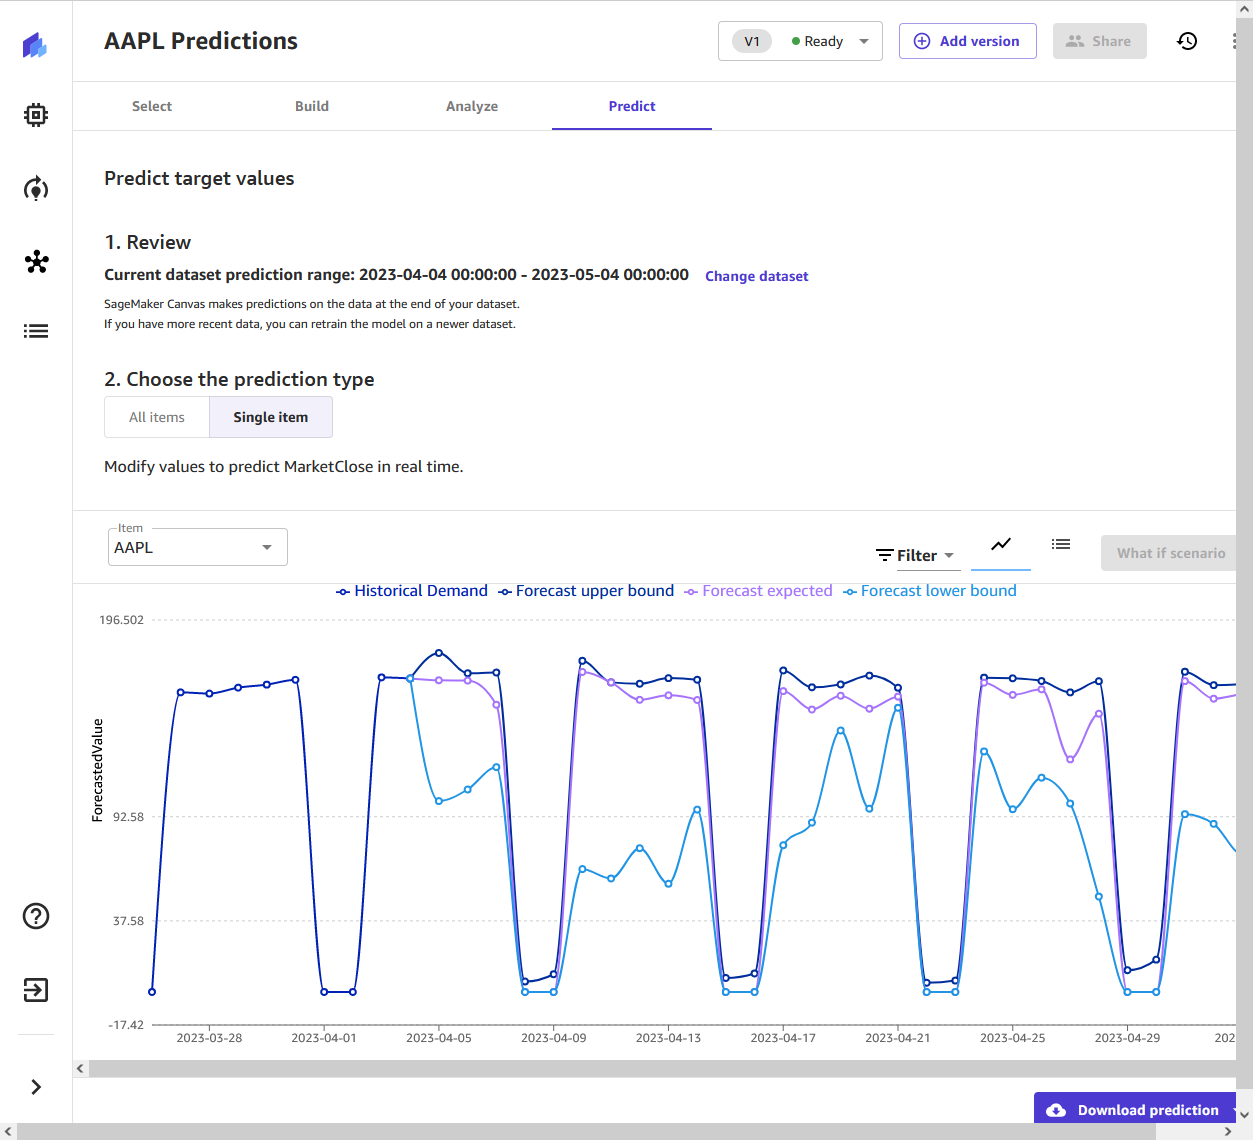 AAPL Predictions
V1
Ready
Add version
Share
Select
Build
Analyze
Predict
Predict target values
1. Review
Current dataset prediction range: 2023-04-04 00:00:00 - 2023-05-04 00:00:00
Change dataset
SageMaker Canvas makes predictions on the data at the end of your dataset.
If you have more recent data, you can retrain the model on a newer dataset.
2. Choose the prediction type
All items
Single item
Modify values to predict MarketClose in real time.
Item
AAPL
Filter
What if scenario
Historical Demand
Forecast upper bound
Forecast expected
Forecast lower bound
196.502
92.58
37.58
-17.42
ForecastedValue
2023-03-28
2023-04-01
2023-04-05
2023-04-09
2023-04-13
2023-04-17
2023-04-21
2023-04-25
2023-04-29
202
Download prediction